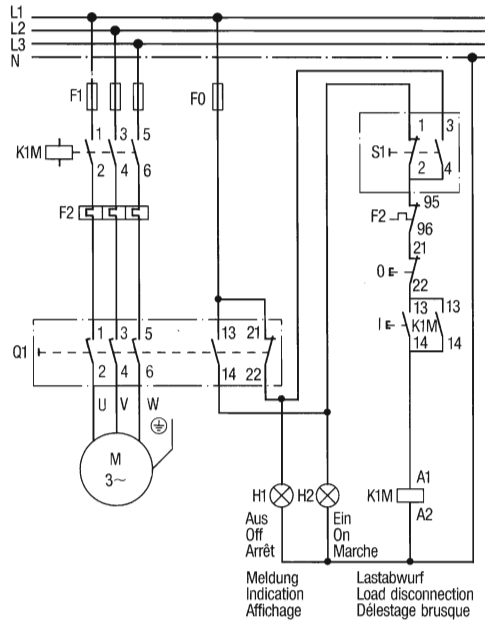 L1
L2
L3
N
F1
F0
K1M
1 3 5
2 4 6
F2
1 3
S1
2 4
95
F2
96
21
0 E
22
13 13
I E K1M
14 14
Q1
1 3 5 13 21
2 4 6 14 22
U V W
M
3~
H1 H2
K1M
A1
A2
Aus
Off
Arrêt
Ein
On
Marche
Meldung
Indication
Affichage
Lastabwurf
Load disconnection
Délestage brusque